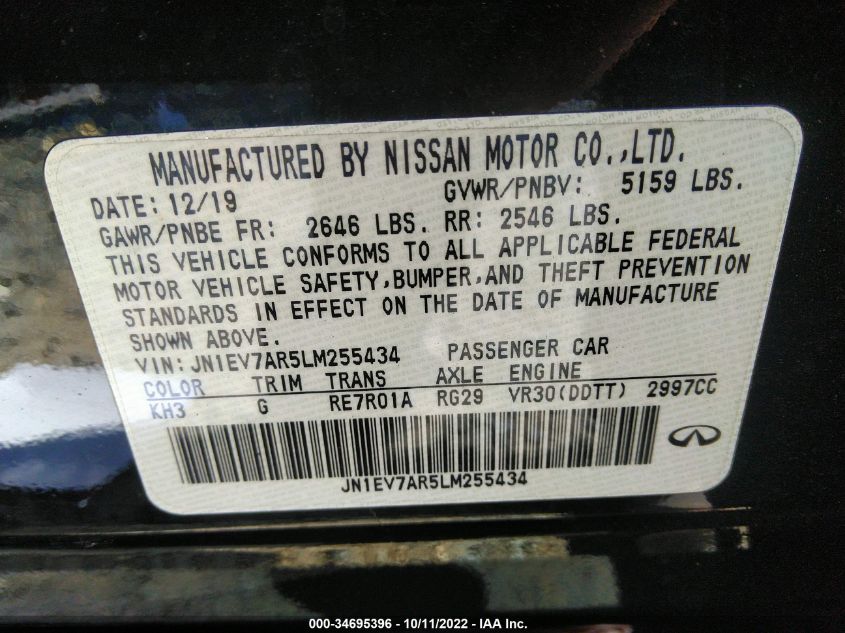 MANUFACTURED BY NISSAN MOTOR CO.,LTD.
DATE: 12/19 GVWR/PNBV: 5159 LBS.
GAWR/PNBE FR: 2646 LBS. RR: 2546 LBS.
THIS VEHICLE CONFORMS TO ALL APPLICABLE FEDERAL
MOTOR VEHICLE SAFETY,BUMPER,AND THEFT PREVENTION
STANDARDS IN EFFECT ON THE DATE OF MANUFACTURE
SHOWN ABOVE.
VIN: JN1EV7AR5LM255434 PASSENGER CAR
COLOR TRIM TRANS AXLE ENGINE
KH3 G RE7R01A RG29 VR30(DDTT) 2997CC
JN1EV7AR5LM255434
000-34695396 - 10/11/2022 - IAA Inc.